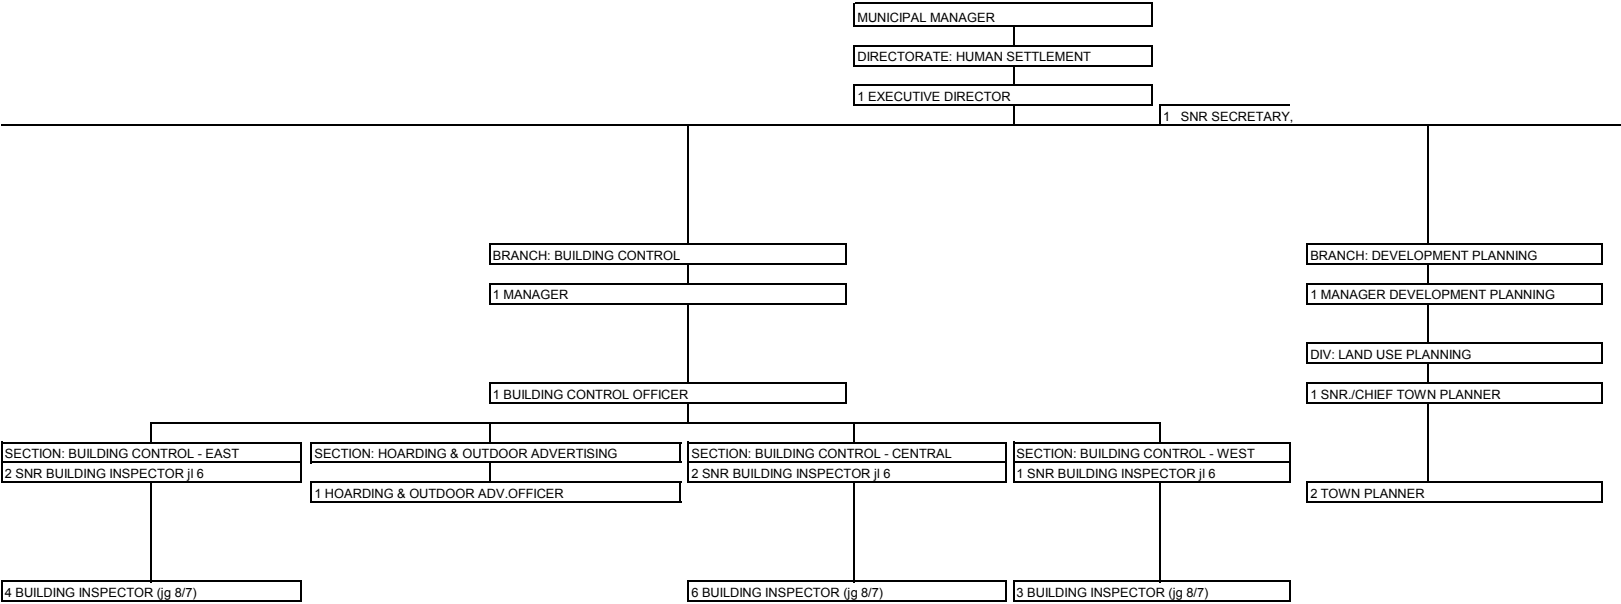 MUNICIPAL MANAGER
DIRECTORATE: HUMAN SETTLEMENT
1 EXECUTIVE DIRECTOR
1 SNR SECRETARY,
BRANCH: BUILDING CONTROL
BRANCH: DEVELOPMENT PLANNING
1 MANAGER
1 MANAGER DEVELOPMENT PLANNING
DIV: LAND USE PLANNING
1 BUILDING CONTROL OFFICER
1 SNR./CHIEF TOWN PLANNER
SECTION: BUILDING CONTROL - EAST
SECTION: HOARDING & OUTDOOR ADVERTISING
SECTION: BUILDING CONTROL - CENTRAL
SECTION: BUILDING CONTROL - WEST
2 SNR BUILDING INSPECTOR jl 6
2 SNR BUILDING INSPECTOR jl 6
1 SNR BUILDING INSPECTOR jl 6
1 HOARDING & OUTDOOR ADV.OFFICER
2 TOWN PLANNER
4 BUILDING INSPECTOR (jg 8/7)
6 BUILDING INSPECTOR (jg 8/7)
3 BUILDING INSPECTOR (jg 8/7)